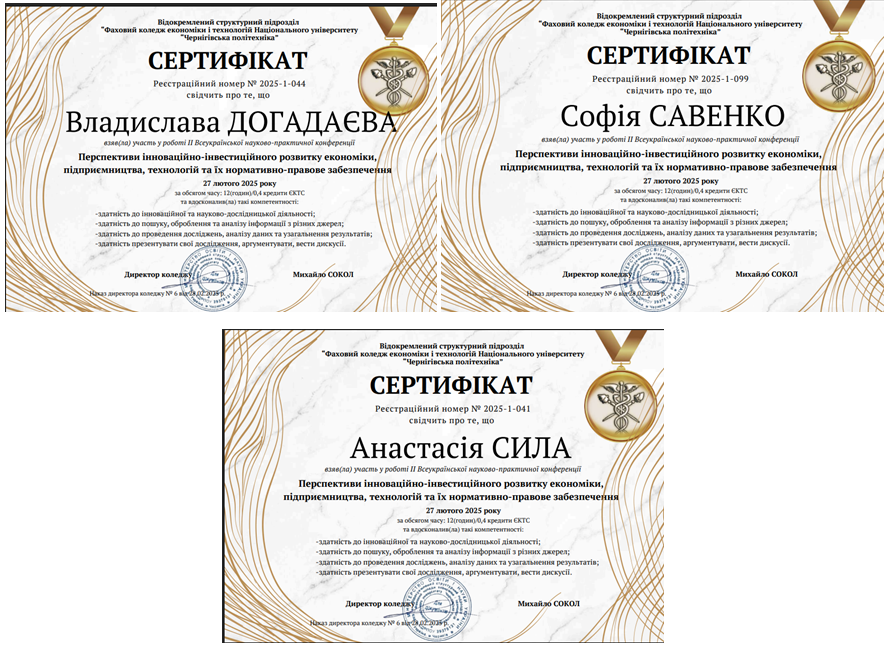 Відокремлений структурний підрозділ
"Фаховий коледж економіки і технологій Національного університету
"Чернігівська політехніка"
СЕРТИФІКАТ
Реєстраційний номер № 2025-1-044
свідчить про те, що
Владислава ДОГАДАЄВА
взяв(ла) участь у роботі ІІ Всеукраїнської науково-практичної конференції
Перспективи інноваційно-інвестиційного розвитку економіки,
підприємництва, технологій та їх нормативно-правове забезпечення
27 лютого 2025 року
за обсягом часу: 12(годин)/0,4 кредити ЄКТС
та вдосконалив(ла) такі компетентності:
-здатність до інноваційної та науково-дослідницької діяльності;
-здатність до пошуку, оброблення та аналізу інформації з різних джерел;
-здатність до проведення досліджень, аналізу даних та узагальнення результатів;
-здатність презентувати свої дослідження, аргументувати, вести дискусії.
Директор коледжу Михайло СОКОЛ
Наказ директора коледжу № 6 від 28.02.2025 р.
Відокремлений структурний підрозділ
"Фаховий коледж економіки і технологій Національного університету
"Чернігівська політехніка"
СЕРТИФІКАТ
Реєстраційний номер № 2025-1-099
свідчить про те, що
Софія САВЕНКО
взяв(ла) участь у роботі ІІ Всеукраїнської науково-практичної конференції
Перспективи інноваційно-інвестиційного розвитку економіки,
підприємництва, технологій та їх нормативно-правове забезпечення
27 лютого 2025 року
за обсягом часу: 12(годин)/0,4 кредити ЄКТС
та вдосконалив(ла) такі компетентності:
-здатність до інноваційної та науково-дослідницької діяльності;
-здатність до пошуку, оброблення та аналізу інформації з різних джерел;
-здатність до проведення досліджень, аналізу даних та узагальнення результатів;
-здатність презентувати свої дослідження, аргументувати, вести дискусії.
Директор коледжу Михайло СОКОЛ
Наказ директора коледжу № 6 від 28.02.2025 р.
Відокремлений структурний підрозділ
"Фаховий коледж економіки і технологій Національного університету
"Чернігівська політехніка"
СЕРТИФІКАТ
Реєстраційний номер № 2025-1-041
свідчить про те, що
Анастасія СИЛА
взяв(ла) участь у роботі ІІ Всеукраїнської науково-практичної конференції
Перспективи інноваційно-інвестиційного розвитку економіки,
підприємництва, технологій та їх нормативно-правове забезпечення
27 лютого 2025 року
за обсягом часу: 12(годин)/0,4 кредити ЄКТС
та вдосконалив(ла) такі компетентності:
-здатність до інноваційної та науково-дослідницької діяльності;
-здатність до пошуку, оброблення та аналізу інформації з різних джерел;
-здатність до проведення досліджень, аналізу даних та узагальнення результатів;
-здатність презентувати свої дослідження, аргументувати, вести дискусії.
Директор коледжу Михайло СОКОЛ
Наказ директора коледжу № 6 від 28.02.2025 р.